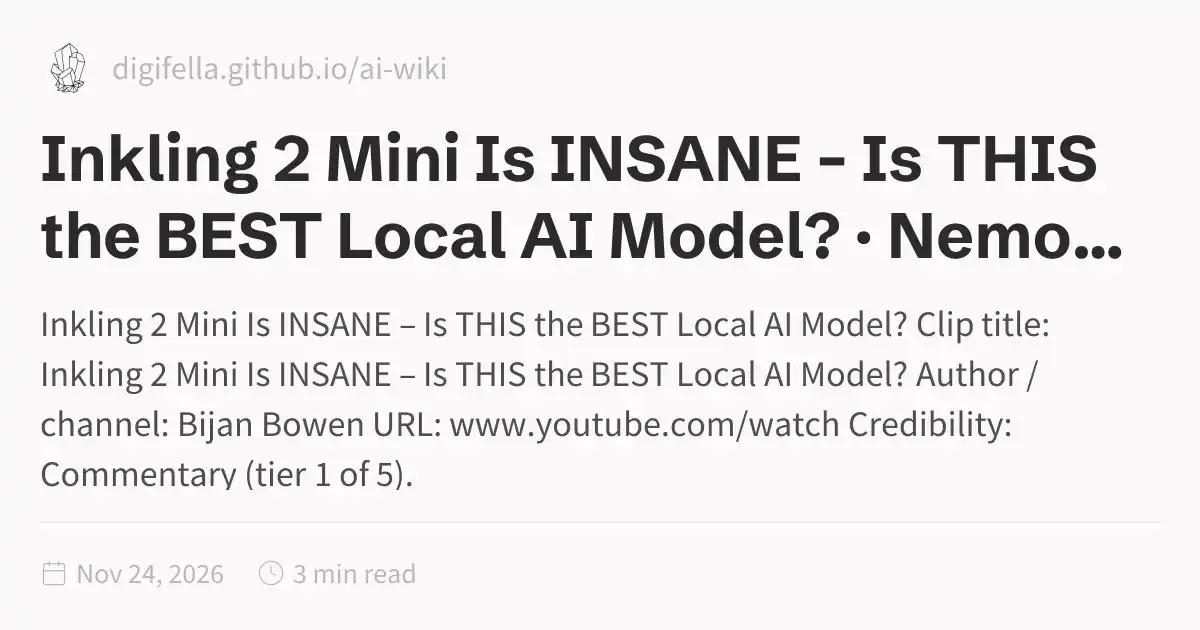 digifella.github.io/ai-wiki
Inkling 2 Mini Is INSANE – Is THIS
the BEST Local AI Model? • Nemo...
Inkling 2 Mini Is INSANE – Is THIS the BEST Local AI Model? Clip title:
Inkling 2 Mini Is INSANE – Is THIS the BEST Local AI Model? Author /
channel: Bijan Bowen URL: www.youtube.com/watch Credibility:
Commentary (tier 1 of 5).
Nov 24, 2026 3 min read